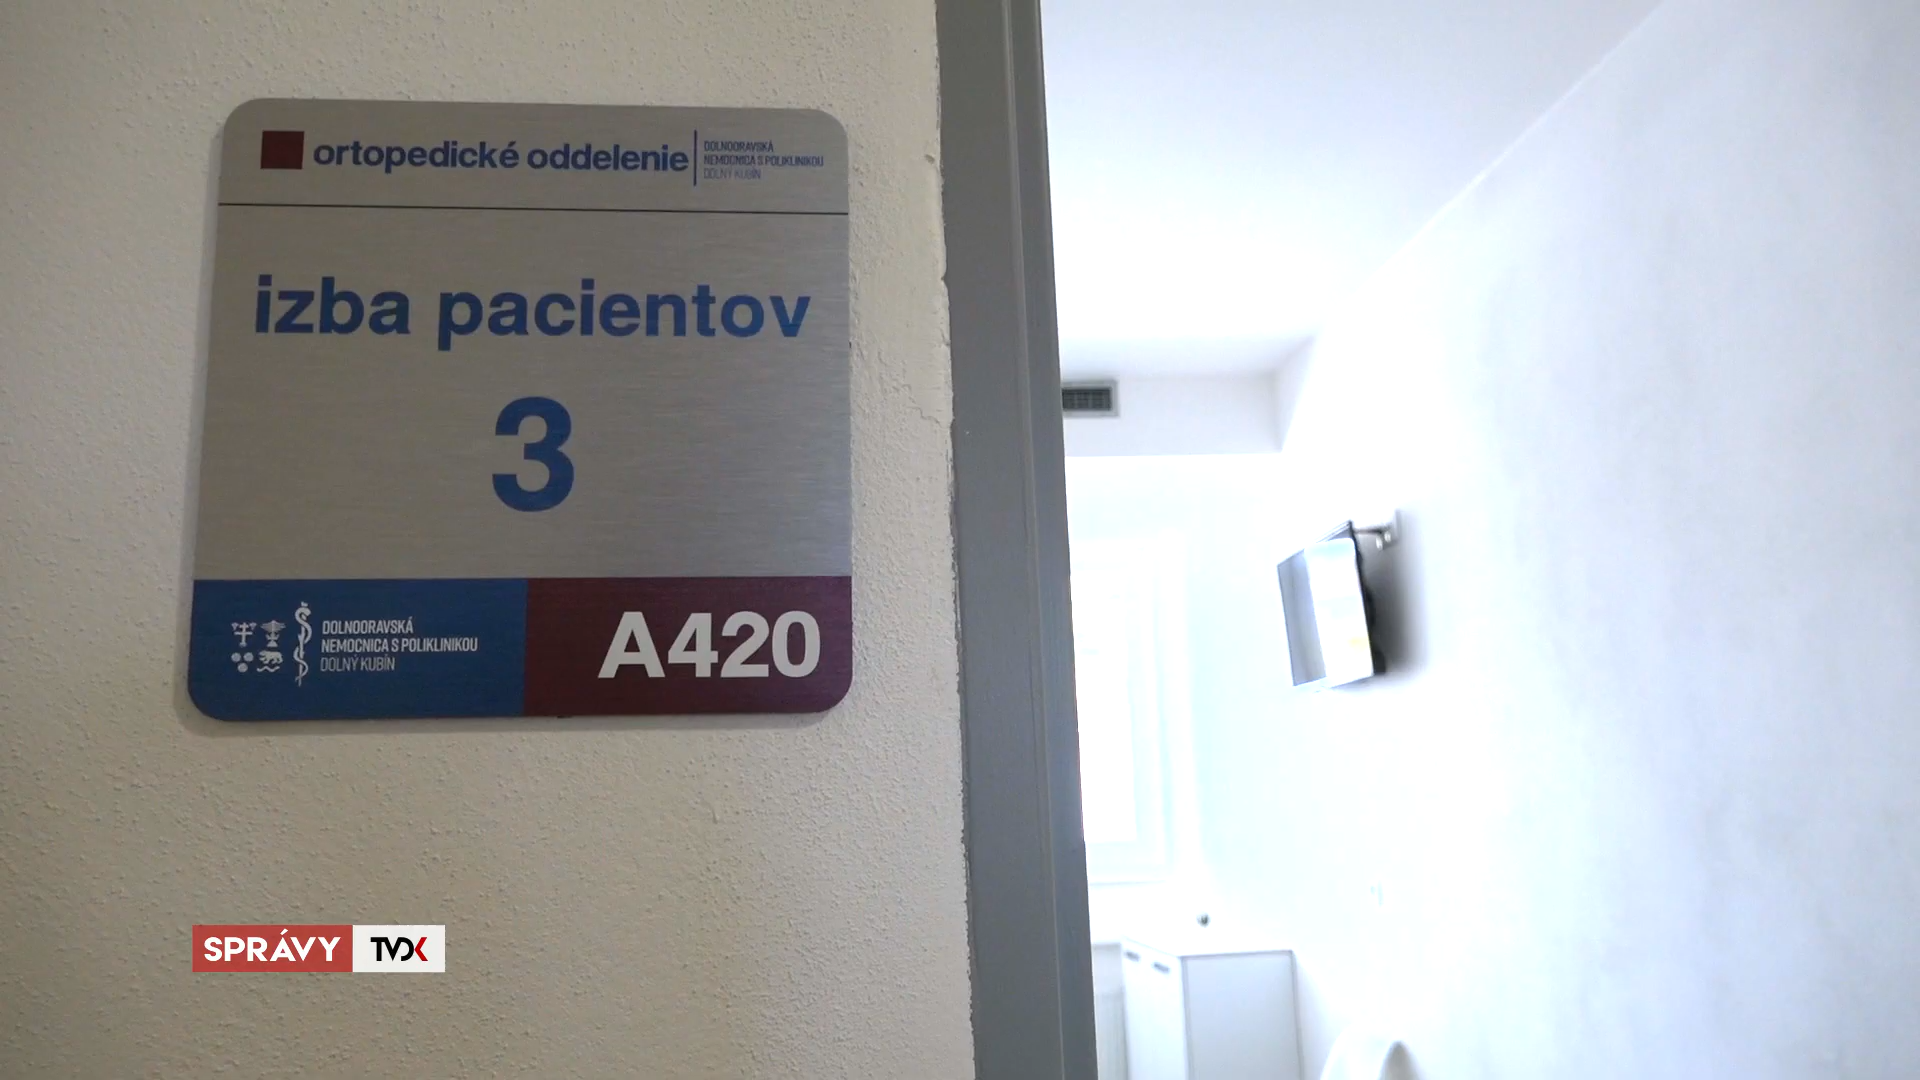 ortopedické oddelenie
DOLNOORAVSKÁ
NEMOCNICA S POLIKLINIKOU
DOLNÝ KUBÍN
izba pacientov
3
DOLNOORAVSKÁ
NEMOCNICA S POLIKLINIKOU
DOLNÝ KUBÍN
A420
SPRÁVY TVDK